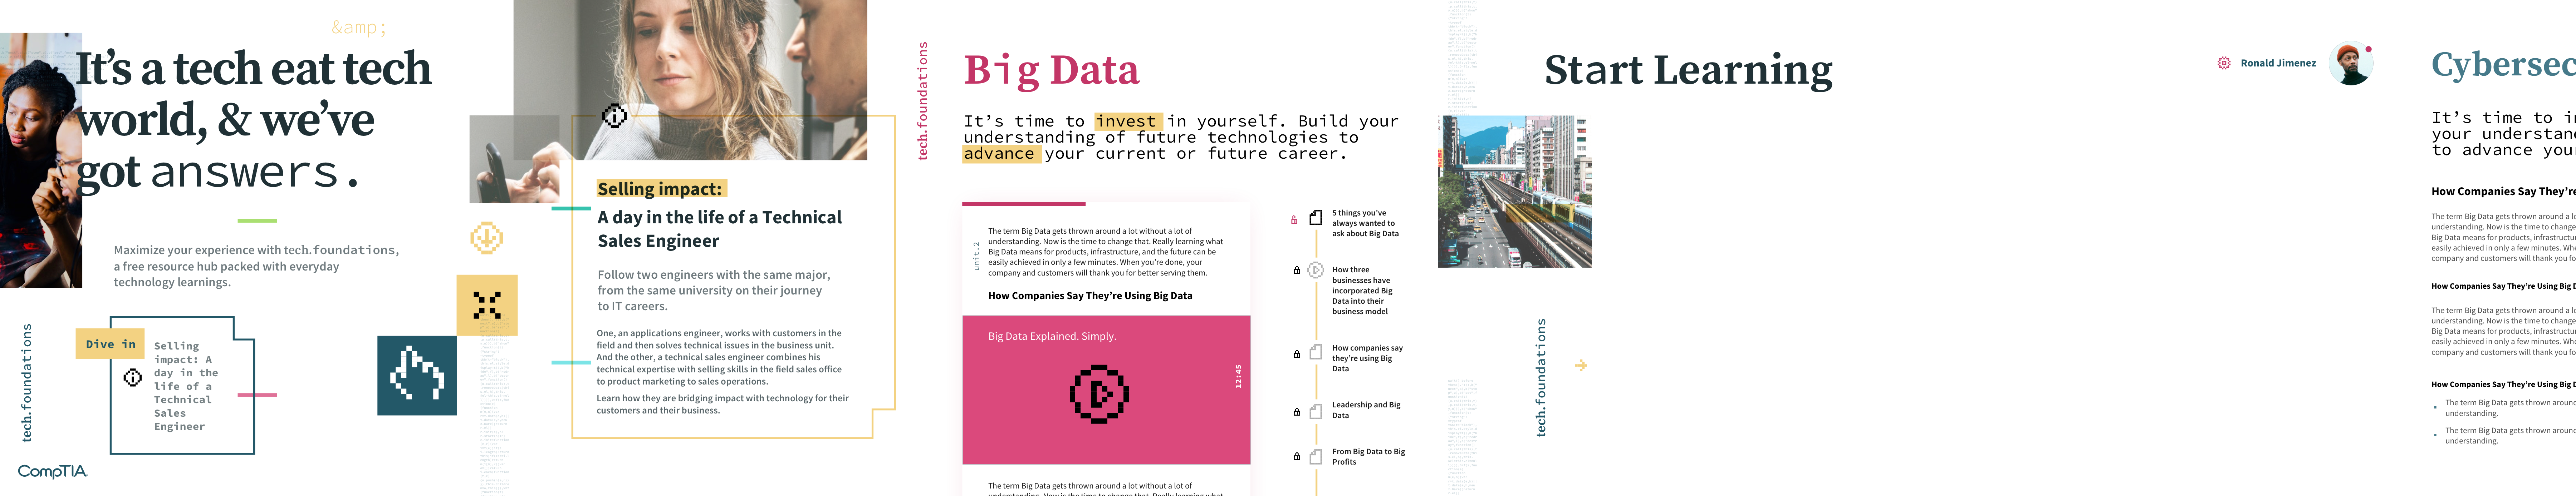 &amp;
It’s a tech eat tech
world, & we’ve
got answers.
Maximize your experience with tech.foundations,
a free resource hub packed with everyday
technology learnings.
Dive in
Selling
impact: A
day in the
life of a
Technical
Sales
Engineer
tech.foundations
CompTIA.
Selling impact:
A day in the life of a Technical
Sales Engineer
Follow two engineers with the same major,
from the same university on their journey
to IT careers.
One, an applications engineer, works with customers in the
field and then solves technical issues in the business unit.
And the other, a technical sales engineer combines his
technical expertise with selling skills in the field sales office
to product marketing to sales operations.
Learn how they are bridging impact with technology for their
customers and their business.
tech.foundations
Big Data
It’s time to invest in yourself. Build your
understanding of future technologies to
advance your current or future career.
unit.2
The term Big Data gets thrown around a lot without a lot of
understanding. Now is the time to change that. Really learning what
Big Data means for products, infrastructure, and the future can be
easily achieved in only a few minutes. When you’re done, your
company and customers will thank you for better serving them.
How Companies Say They’re Using Big Data
Big Data Explained. Simply.
12:45
The term Big Data gets thrown around a lot without a lot of
understanding. Now is the time to change that. Really learning what
5 things you’ve
always wanted to
ask about Big Data
How three
businesses have
incorporated Big
Data into their
business model
How companies say
they’re using Big
Data
Leadership and Big
Data
From Big Data to Big
Profits
Start Learning
tech.foundations
Ronald Jimenez
Cybersec
It’s time to in
your understan
to advance your
How Companies Say They’re
The term Big Data gets thrown around a lo
understanding. Now is the time to change
Big Data means for products, infrastructur
easily achieved in only a few minutes. Whe
company and customers will thank you fo
How Companies Say They’re Using Big D
The term Big Data gets thrown around a lo
understanding. Now is the time to change
Big Data means for products, infrastructur
easily achieved in only a few minutes. Whe
company and customers will thank you fo
How Companies Say They’re Using Big D
The term Big Data gets thrown around
understanding.
The term Big Data gets thrown around
understanding.